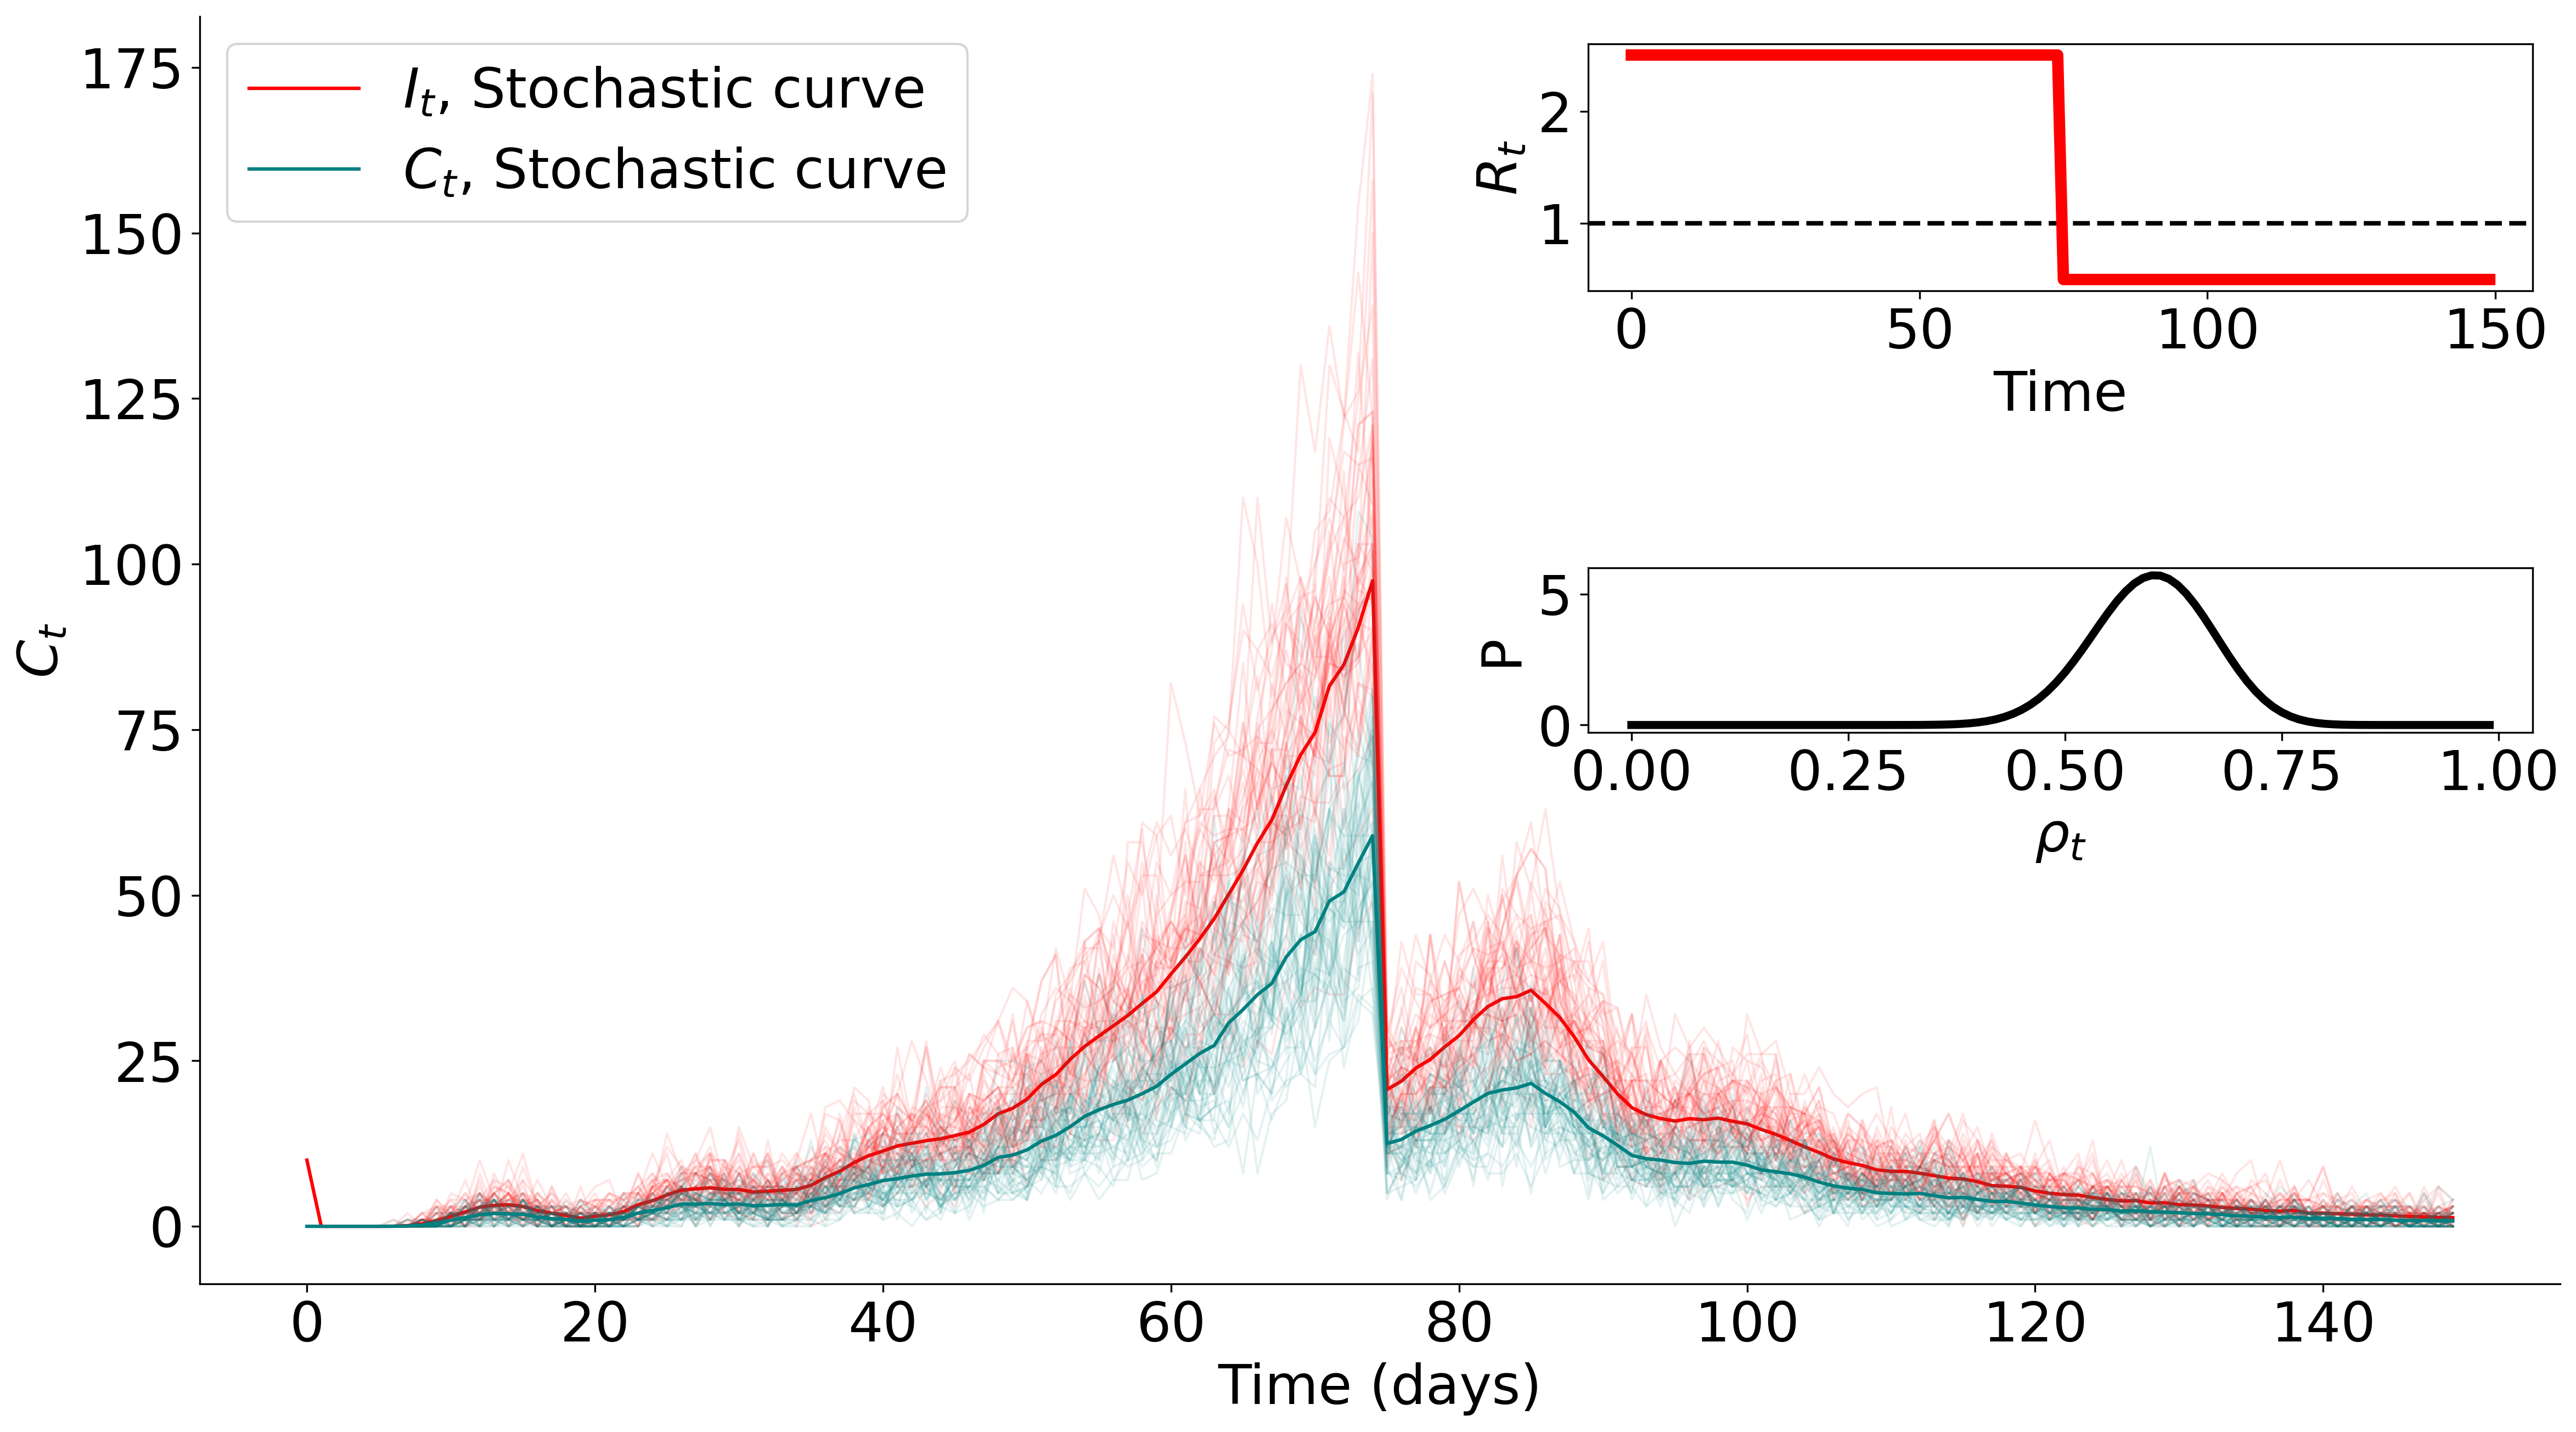 175
150
125
100
75
50
25
0
C_t
0 20 40 60 80 100 120 140
Time (days)
I_t, Stochastic curve
C_t, Stochastic curve
2
1
R_t
0 50 100 150
Time
5
0
P
0.00 0.25 0.50 0.75 1.00
ρ_t